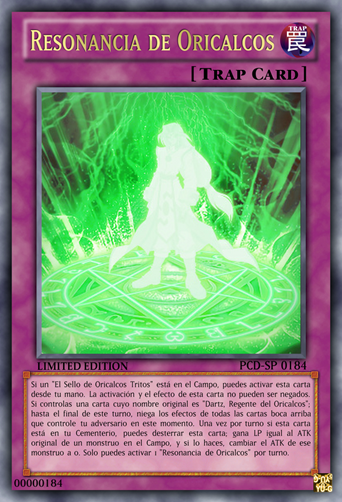 RESONANCIA DE ORICALCOS
TRAP
罠
[TRAP CARD]
LIMITED EDITION
PCD-SP 0184
Si un "El Sello de Oricalcos Tritos" está en el Campo, puedes activar esta carta
desde tu mano. La activación y el efecto de esta carta no pueden ser negados.
Si controlas una carta cuyo nombre original es "Dartz, Regente del Oricalcos";
hasta el final de este turno, niega los efectos de todas las cartas boca arriba
que controle tu adversario en este momento. Una vez por turno si esta carta
está en tu Cementerio, puedes desterrar esta carta; gana LP igual al ATK
original de un monstruo en el Campo, y si lo haces, cambiar el ATK de ese
monstruo a 0. Solo puedes activar 1 "Resonancia de Oricalcos" por turno.
00000184